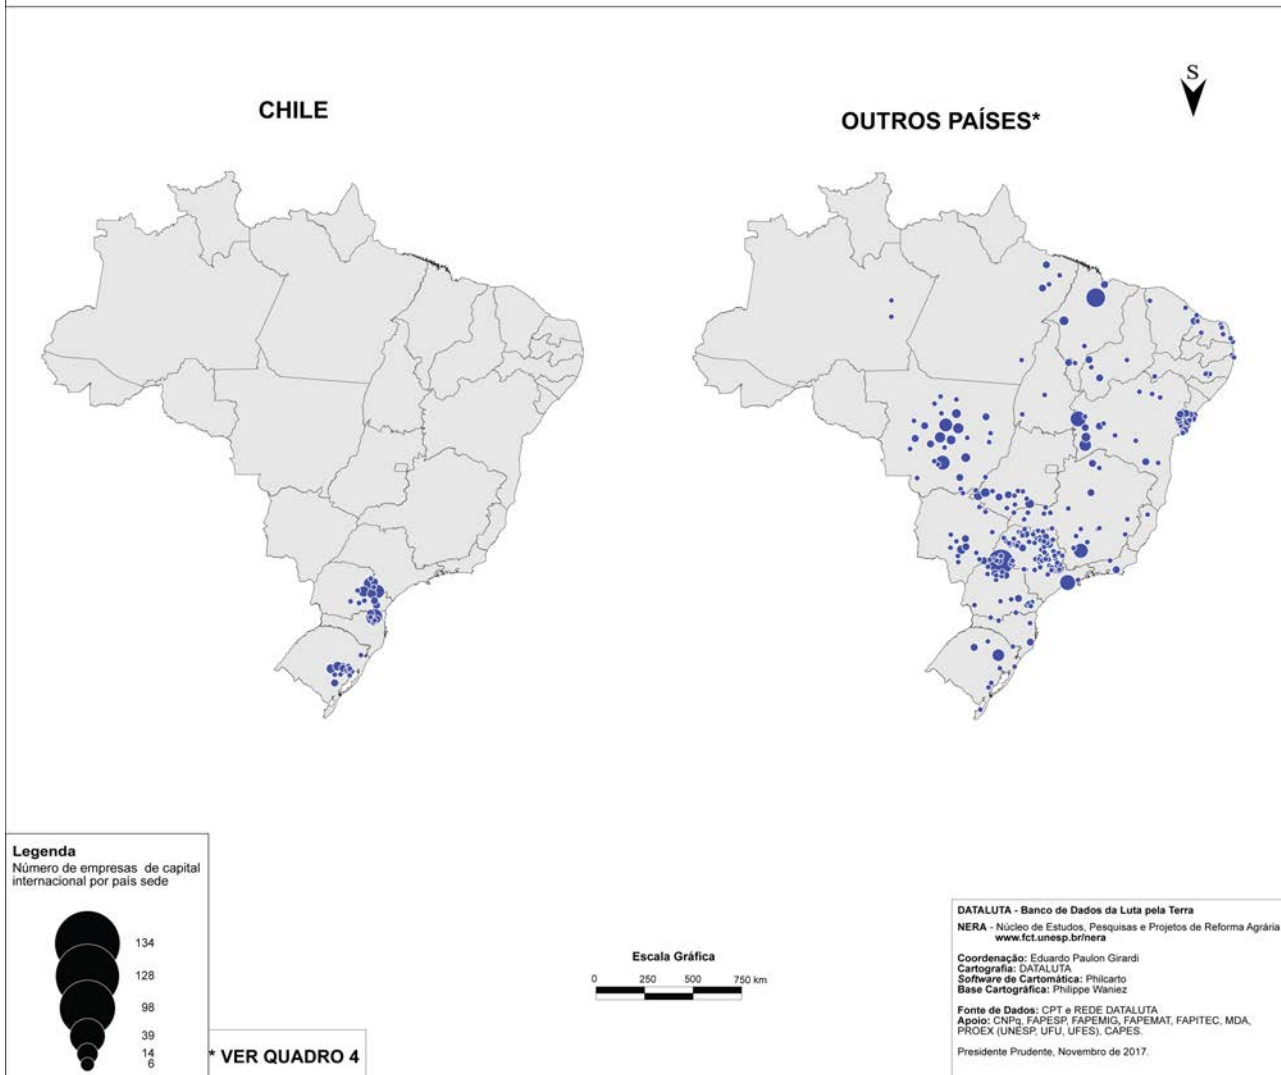 CHILE
OUTROS PAÍSES*
S
Legenda
Número de empresas de capital
internacional por país sede
134
128
98
39
14
6
* VER QUADRO 4
Escala Gráfica
0 250 500 750 km
DATALUTA - Banco de Dados da Luta pela Terra
NERA - Núcleo de Estudos, Pesquisas e Projetos de Reforma Agrária
www.fct.unesp.br/nera
Coordenação: Eduardo Paulon Girardi
Cartografia: DATALUTA
Software de Cartomática: Philcarto
Base Cartográfica: Philippe Waniez
Fonte de Dados: CPT e REDE DATALUTA
Apoio: CNPq, FAPESP, FAPEMIG, FAPEMAT, FAPITEC, MDA,
PROEX (UNESP, UFU, UFES), CAPES.
Presidente Prudente, Novembro de 2017.